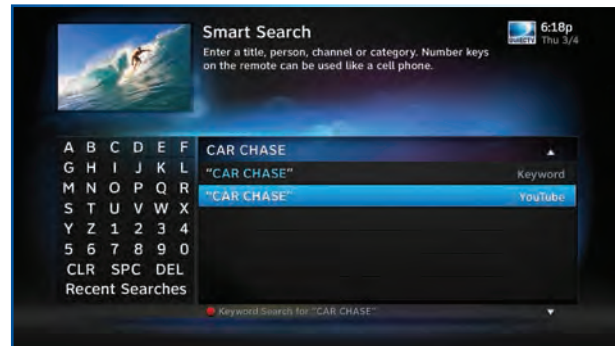 Smart Search
Enter a title, person, channel or category. Number keys
on the remote can be used like a cell phone.
DIRECTV
6:18p
Thu 3/4
A B C D E F
G H I J K L
M N O P Q R
S T U V W X
Y Z 1 2 3 4
5 6 7 8 9 0
CLR SPC DEL
Recent Searches
CAR CHASE
"CAR CHASE" Keyword
"CAR CHASE" YouTube
Keyword Search for "CAR CHASE"